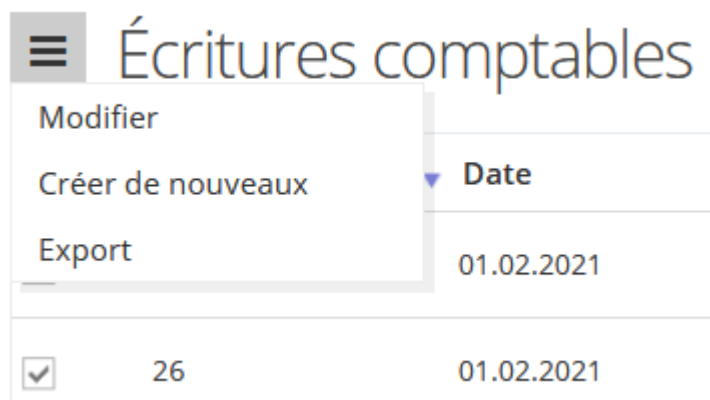 Écritures comptables
Modifier
Créer de nouveaux
Date
Export
01.02.2021
26 01.02.2021